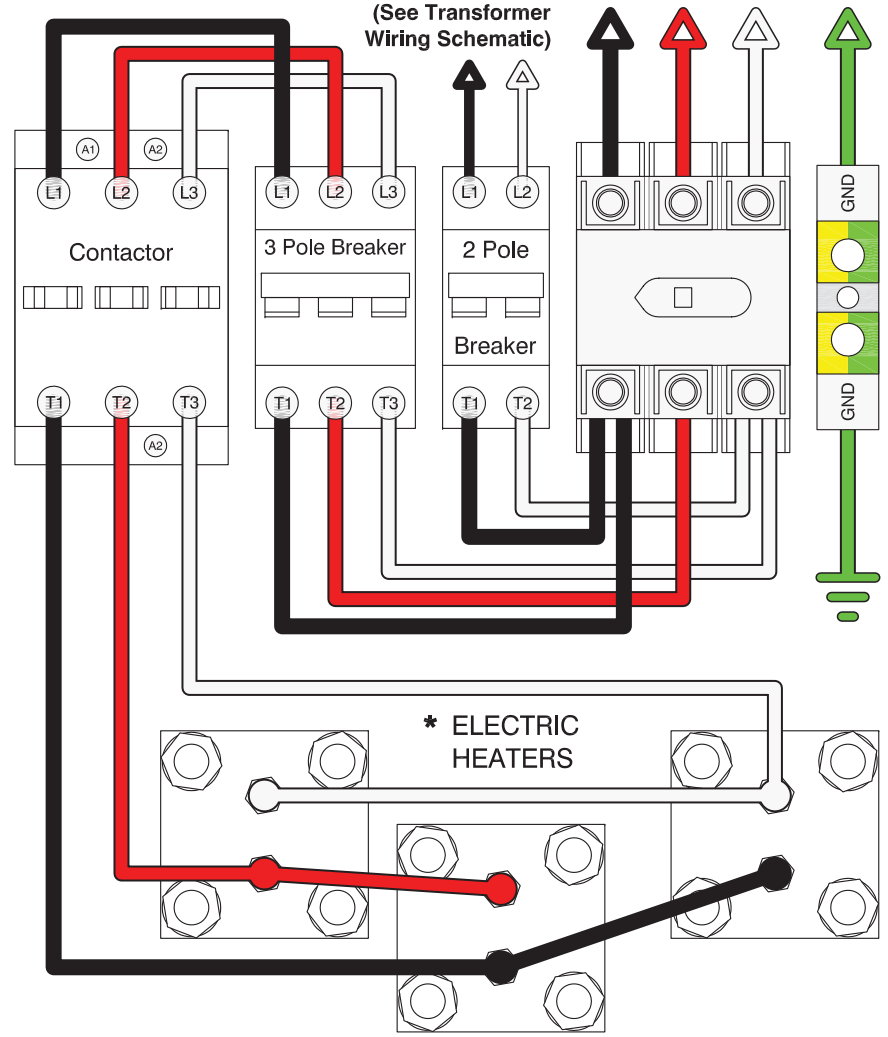 (See Transformer
Wiring Schematic)
A1
A2
L1
L2
L3
L1
L2
L3
L1
L2
GND
Contactor
3 Pole Breaker
2 Pole
Breaker
T1
T2
T3
T1
T2
T3
T1
T2
GND
A2
* ELECTRIC
HEATERS